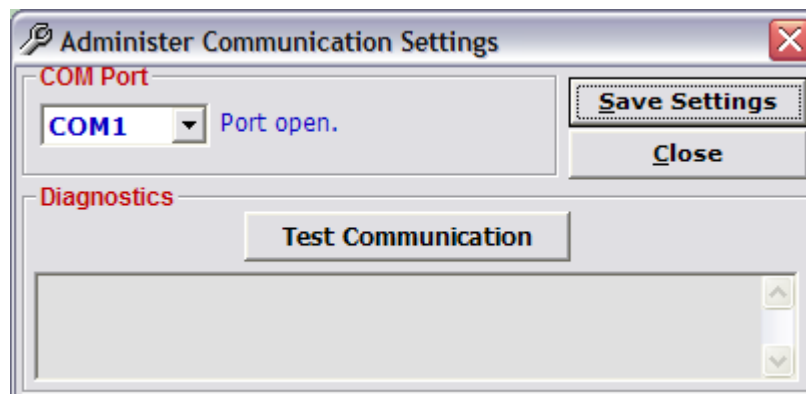 Administer Communication Settings
COM Port
COM1
Port open.
Save Settings
Close
Diagnostics
Test Communication